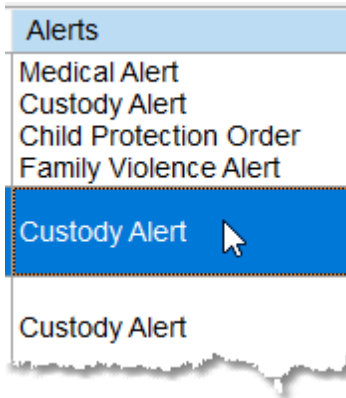 Alerts
Medical Alert
Custody Alert
Child Protection Order
Family Violence Alert
Custody Alert
Custody Alert